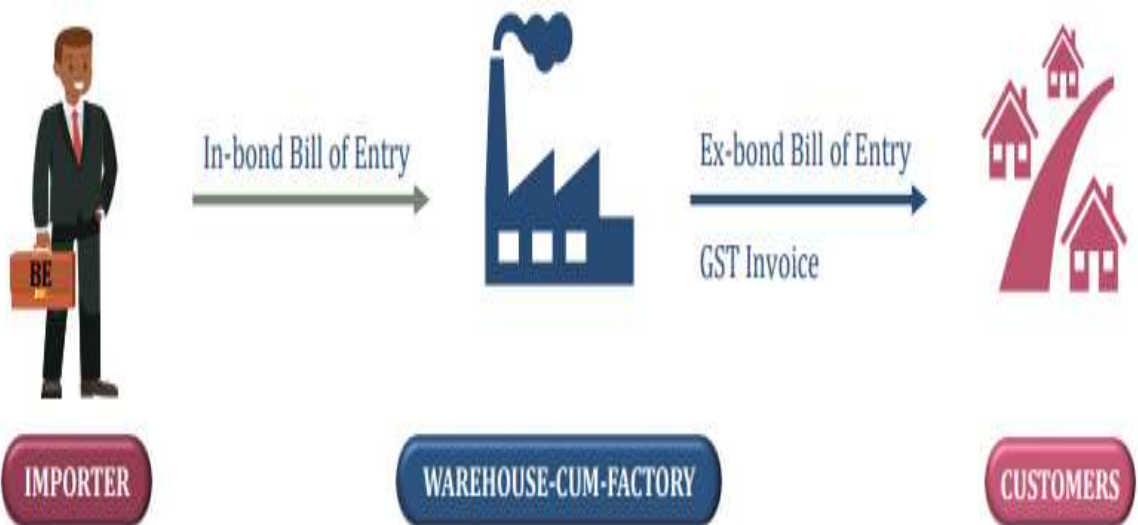 In-bond Bill of Entry
Ex-bond Bill of Entry
GST Invoice
BE
IMPORTER
WAREHOUSE-CUM-FACTORY
CUSTOMERS